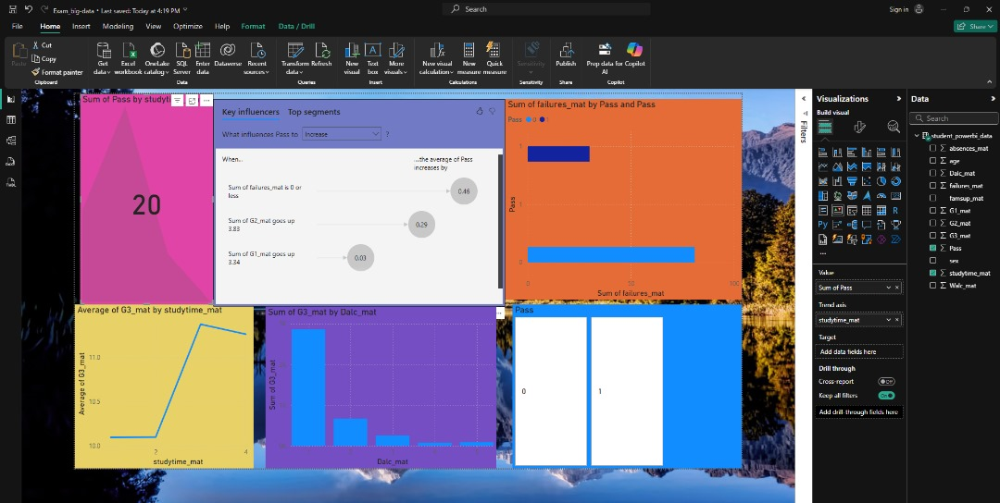 Exam_big-data • Last saved: Today at 4:19 PM
Search
Sign in
File Home Insert Modeling View Optimize Help Format Data / Drill
Share
Paste
Cut
Copy
Format painter
Get data
Excel workbook
OneLake catalog
SQL Server
Enter data
Dataverse
Recent sources
Transform data
Refresh
New visual
Text box
More visuals
New visual calculation
New measure
Quick measure
Sensitivity
Publish
Prep data for AI
Copilot
Clipboard Data Queries Insert Calculations Sensitivity Share Copilot
Sum of Pass by studyti
20
Key influencers Top segments
What influences Pass to Increase ?
When...
....the average of Pass increases by
Sum of failures_mat is 0 or less
0.46
Sum of G2_mat goes up 3.83
0.29
Sum of G1_mat goes up 3.34
0.03
Sum of failures_mat by Pass and Pass
Pass 0 1
1
1
0
Pass
0 50 100
Sum of failures_mat
Average of G3_mat by studytime_mat
11.0
10.5
10.0
Average of G3_mat
2 4
studytime_mat
Sum of G3_mat by Dalc_mat
Sum of G3_mat
Dalc_mat
Pass
0
1
Filters
Visualizations
Build visual
Value
Sum of Pass
Trend axis
studytime_mat
Target
Add data fields here
Drill through
Cross-report Off
Keep all filters On
Add drill-through fields here
Data
Search
student_powerbi_data
absences_mat
age
Dalc_mat
failures_mat
famsup_mat
G1_mat
G2_mat
G3_mat
Pass
sex
studytime_mat
Walc_mat